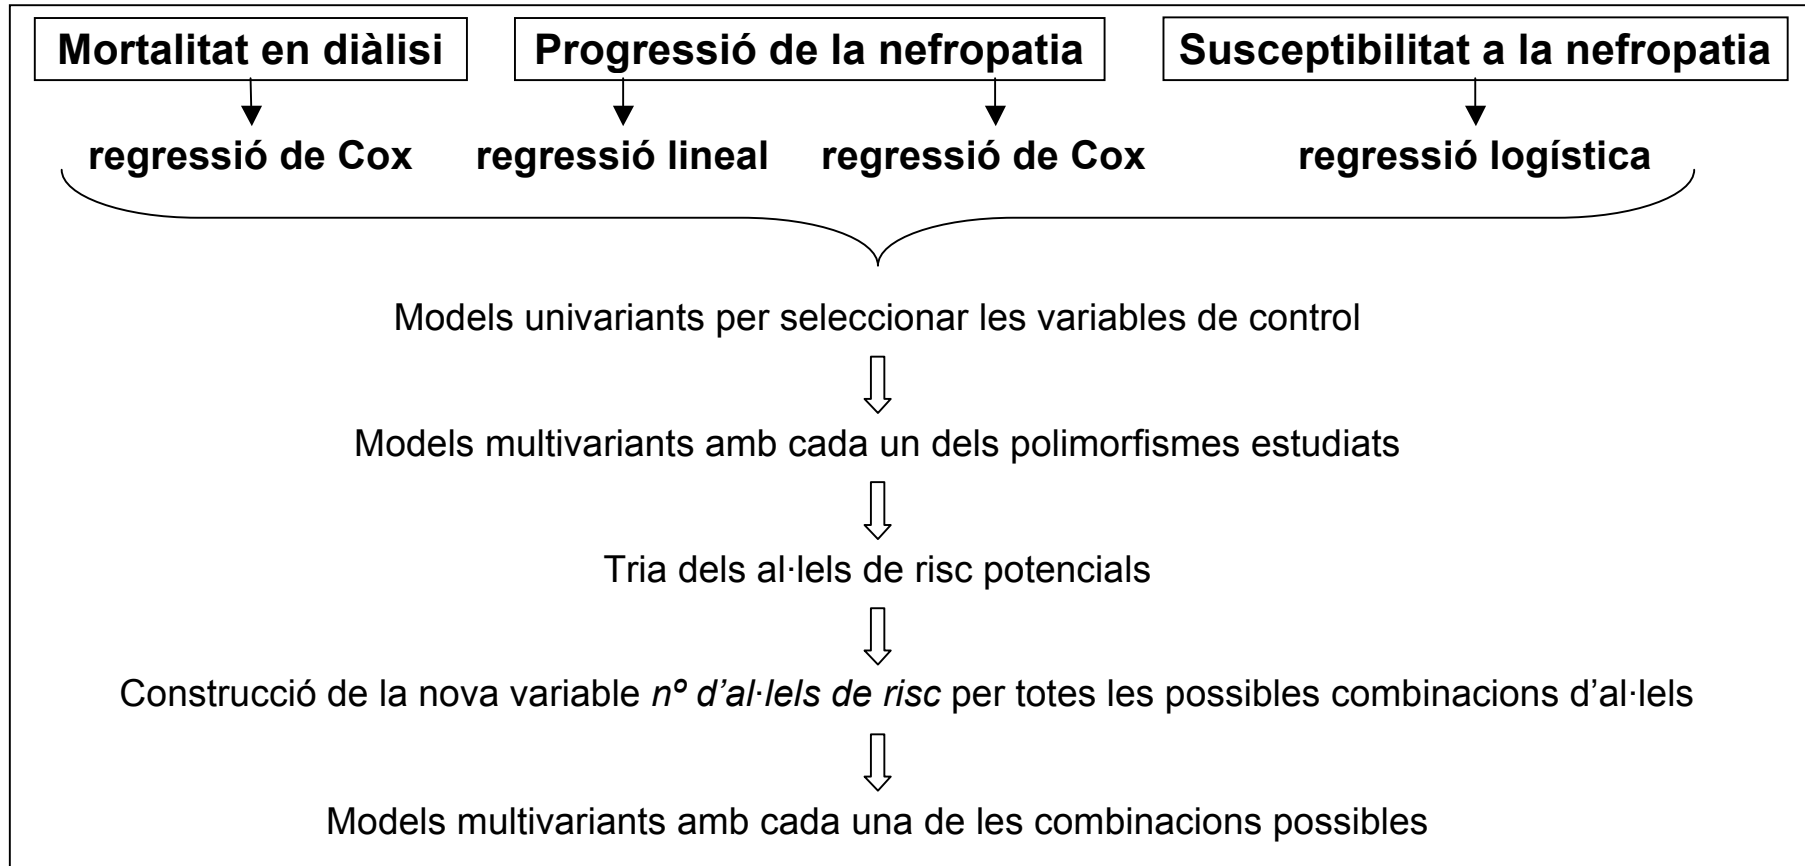 Mortalitat en diàlisi Progressió de la nefropatia Susceptibilitat a la nefropatia
regressió de Cox regressió lineal regressió de Cox regressió logística
Models univariants per seleccionar les variables de control
Models multivariants amb cada un dels polimorfismes estudiats
Tria dels al·lels de risc potencials
Construcció de la nova variable nº d’al·lels de risc per totes les possibles combinacions d’al·lels
Models multivariants amb cada una de les combinacions possibles